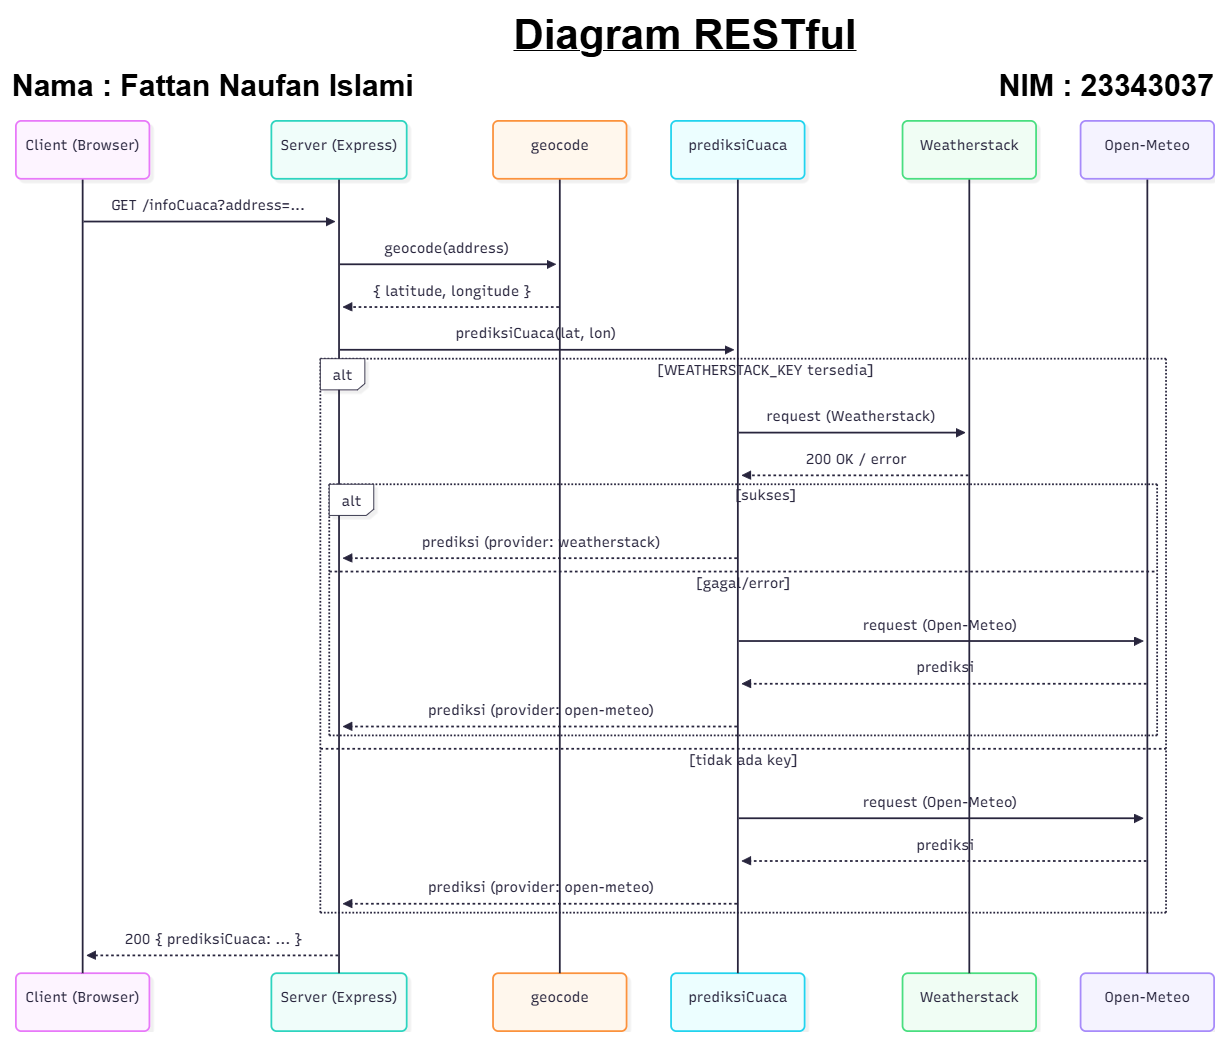 Diagram RESTful
Nama : Fattan Naufan Islami
NIM : 23343037
Client (Browser)
Server (Express)
geocode
prediksiCuaca
Weatherstack
Open-Meteo
GET /infoCuaca?address=...
geocode(address)
{ latitude, longitude }
prediksiCuaca(lat, lon)
alt
[WEATHERSTACK_KEY tersedia]
request (Weatherstack)
200 OK / error
alt
[sukses]
prediksi (provider: weatherstack)
[gagal/error]
request (Open-Meteo)
prediksi
prediksi (provider: open-meteo)
[tidak ada key]
request (Open-Meteo)
prediksi
prediksi (provider: open-meteo)
200 { prediksiCuaca: ... }
Client (Browser)
Server (Express)
geocode
prediksiCuaca
Weatherstack
Open-Meteo